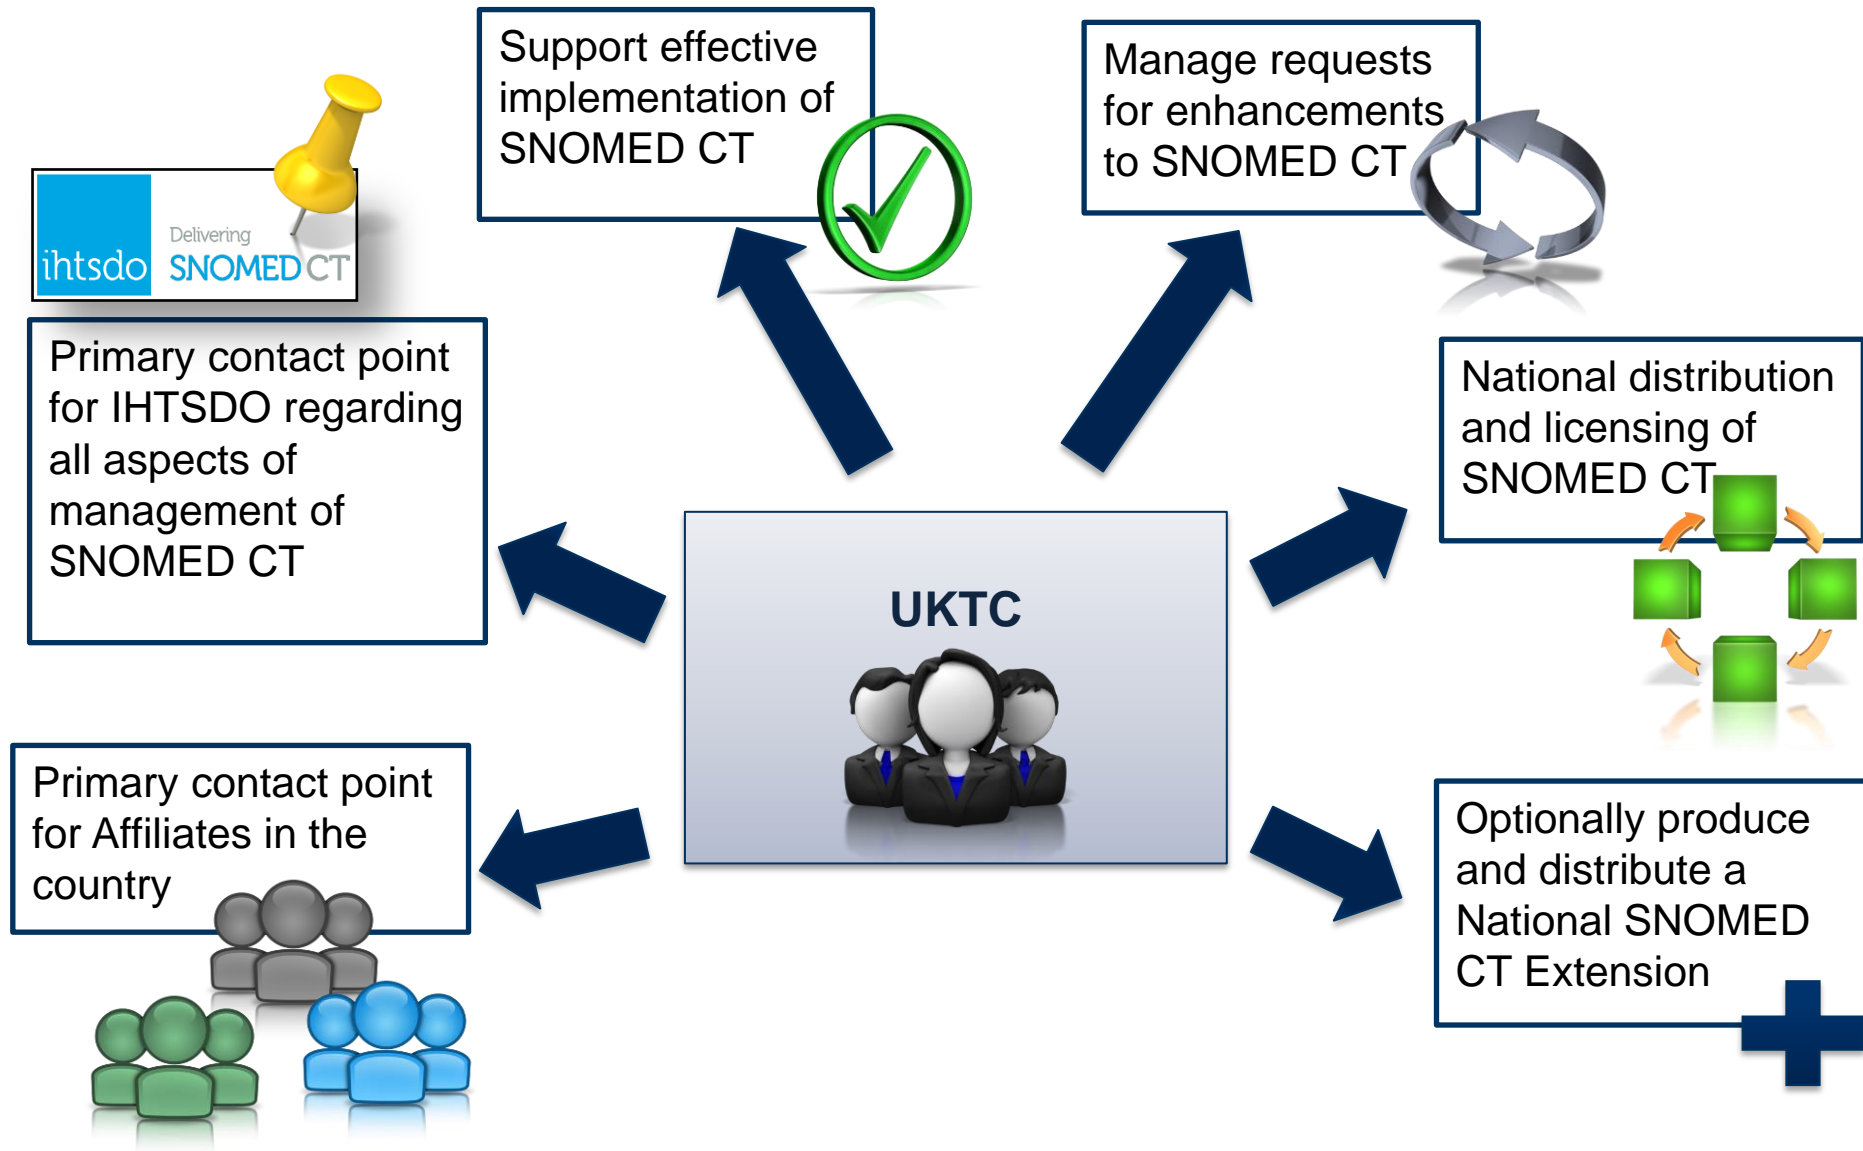 Support effective
implementation of
SNOMED CT
Manage requests
for enhancements
to SNOMED CT
ihtsdo
Delivering
SNOMED CT
Primary contact point
for IHTSDO regarding
all aspects of
management of
SNOMED CT
National distribution
and licensing of
SNOMED CT
UKTC
Primary contact point
for Affiliates in the
country
Optionally produce
and distribute a
National SNOMED
CT Extension